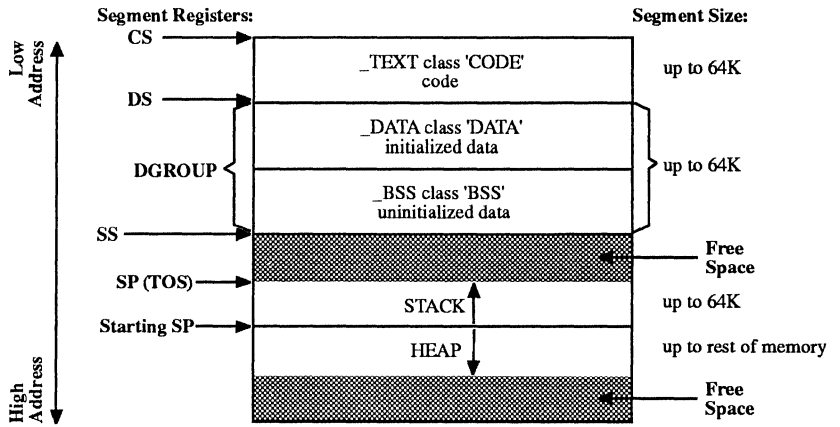 Segment Registers:
Segment Size:
CS
Low
Address
_TEXT class 'CODE'
code
up to 64K
DS
_DATA class 'DATA'
initialized data
DGROUP
up to 64K
_BSS class 'BSS'
uninitialized data
SS
Free
Space
SP (TOS)
STACK
up to 64K
Starting SP
HEAP
up to rest of memory
High
Address
Free
Space